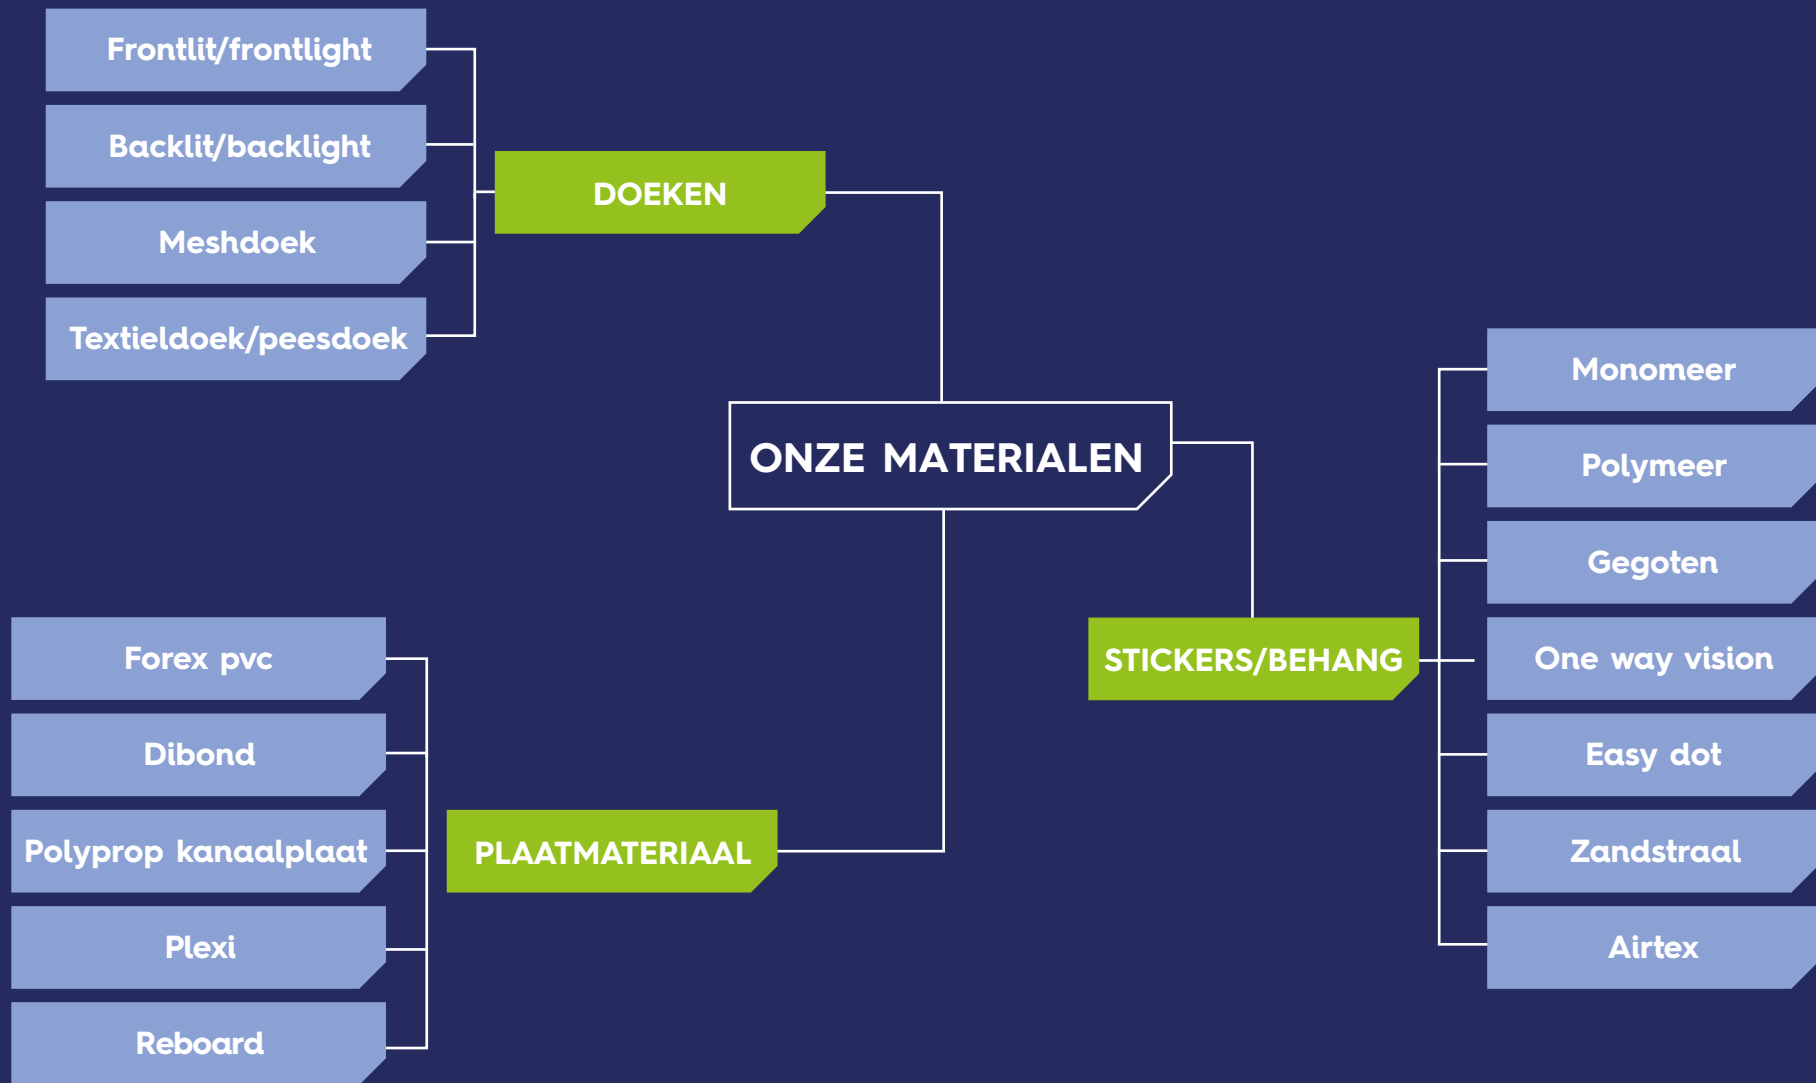 Frontlit/frontlight
Backlit/backlight
Meshdoek
Textieldoek/peesdoek
DOEKEN
ONZE MATERIALEN
Monomeer
Polymeer
Gegoten
One way vision
Easy dot
Zandstraal
Airtex
STICKERS/BEHANG
Forex pvc
Dibond
Polyprop kanaalplaat
Plexi
Reboard
PLAATMATERIAAL